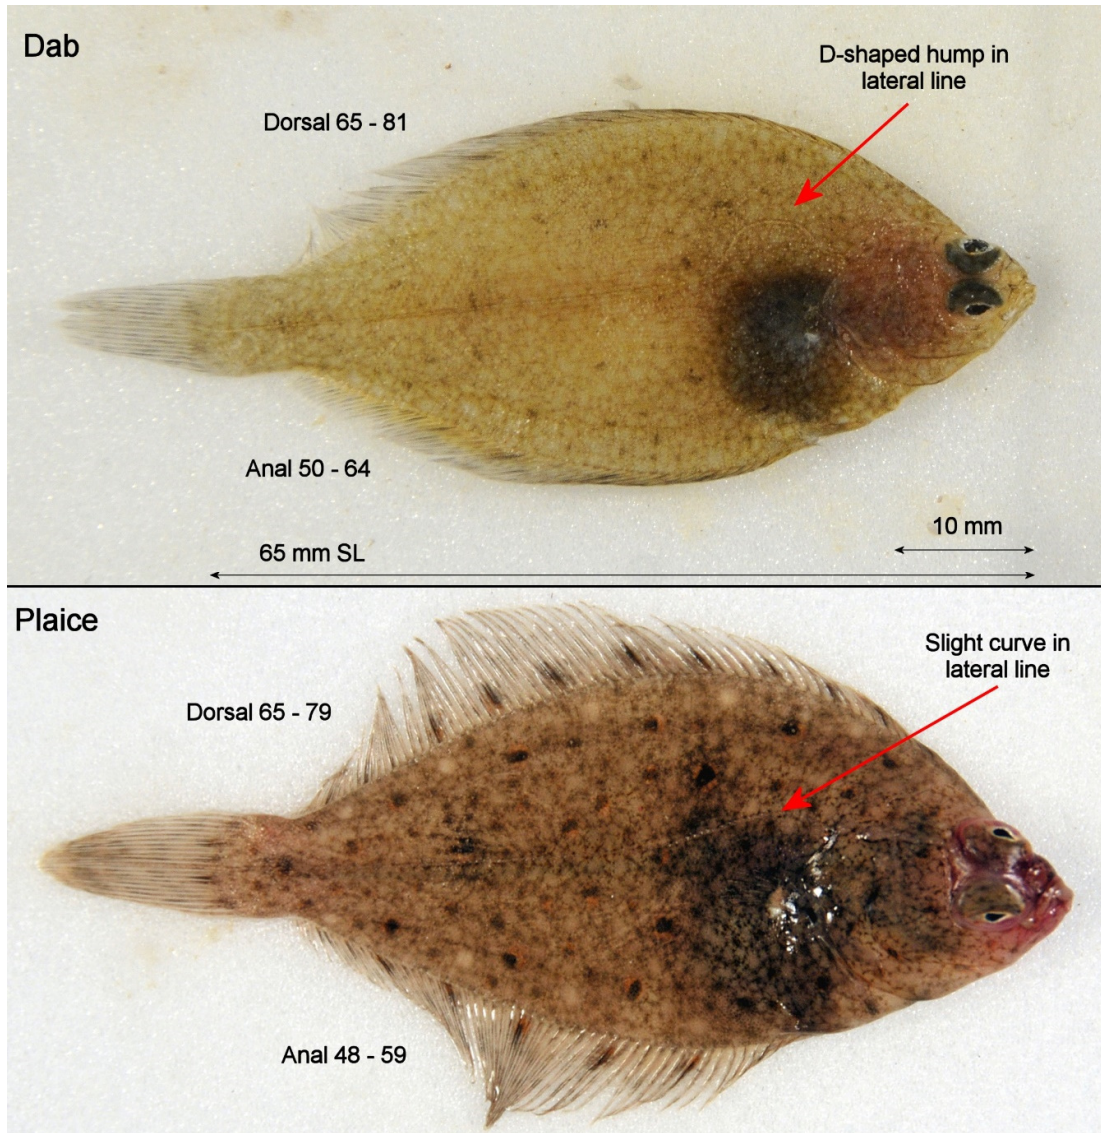 Dab
D-shaped hump in
lateral line
Dorsal 65 - 81
Anal 50 - 64
10 mm
65 mm SL
Plaice
Slight curve in
lateral line
Dorsal 65 - 79
Anal 48 - 59